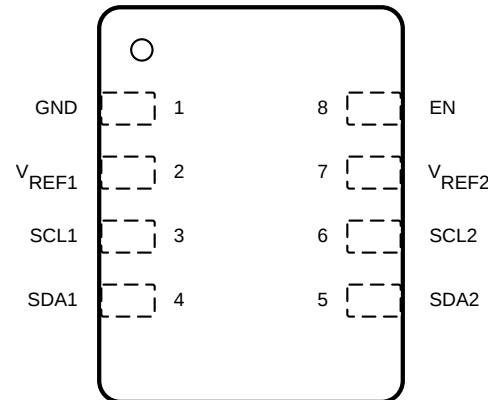 GND 1 8 EN
VREF1 2 7 VREF2
SCL1 3 6 SCL2
SDA1 4 5 SDA2